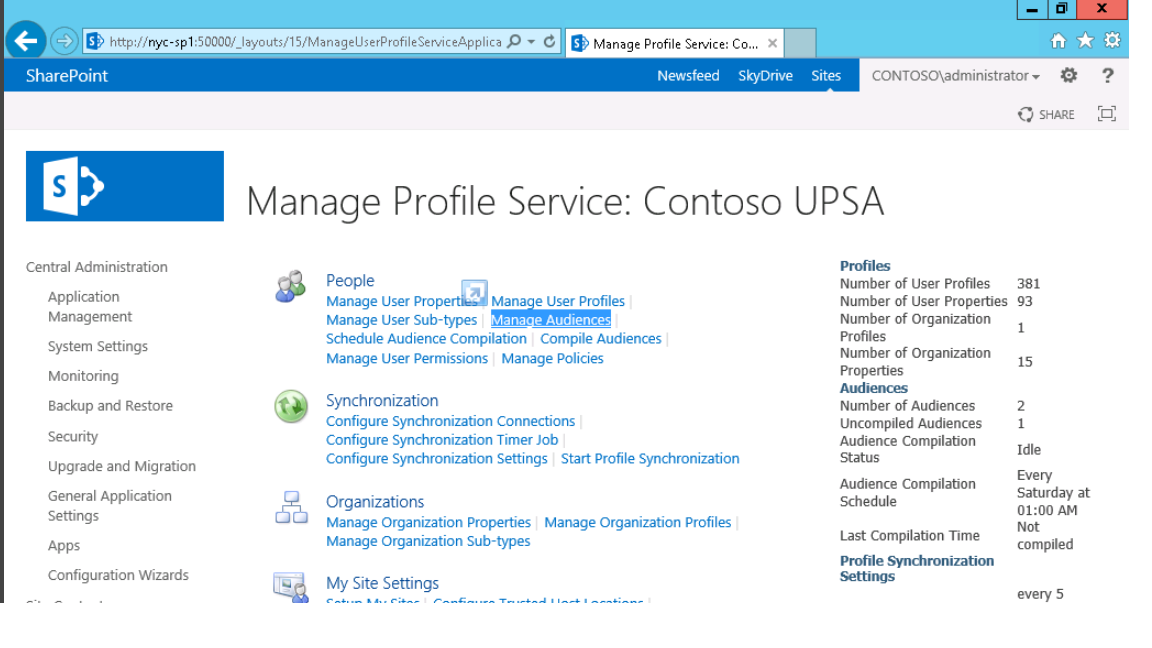 http://nyc-sp1:50000/_layouts/15/ManageUserProfileServiceApplica
Manage Profile Service: Co...
SharePoint
Newsfeed SkyDrive Sites CONTOSO\administrator ?
SHARE
S
Manage Profile Service: Contoso UPSA
Central Administration
Application
Management
System Settings
Monitoring
Backup and Restore
Security
Upgrade and Migration
General Application
Settings
Apps
Configuration Wizards
People
Manage User Properties | Manage User Profiles |
Manage User Sub-types | Manage Audiences |
Schedule Audience Compilation | Compile Audiences |
Manage User Permissions | Manage Policies
Synchronization
Configure Synchronization Connections |
Configure Synchronization Timer Job |
Configure Synchronization Settings | Start Profile Synchronization
Organizations
Manage Organization Properties | Manage Organization Profiles |
Manage Organization Sub-types
My Site Settings
Setup My Sites | Configure Trusted Host Locations |
Profiles
Number of User Profiles 381
Number of User Properties 93
Number of Organization
Profiles 1
Number of Organization
Properties 15
Audiences
Number of Audiences 2
Uncompiled Audiences 1
Audience Compilation
Status Idle
Audience Compilation
Schedule
Every
Saturday at
01:00 AM
Last Compilation Time
Not
compiled
Profile Synchronization
Settings
every 5